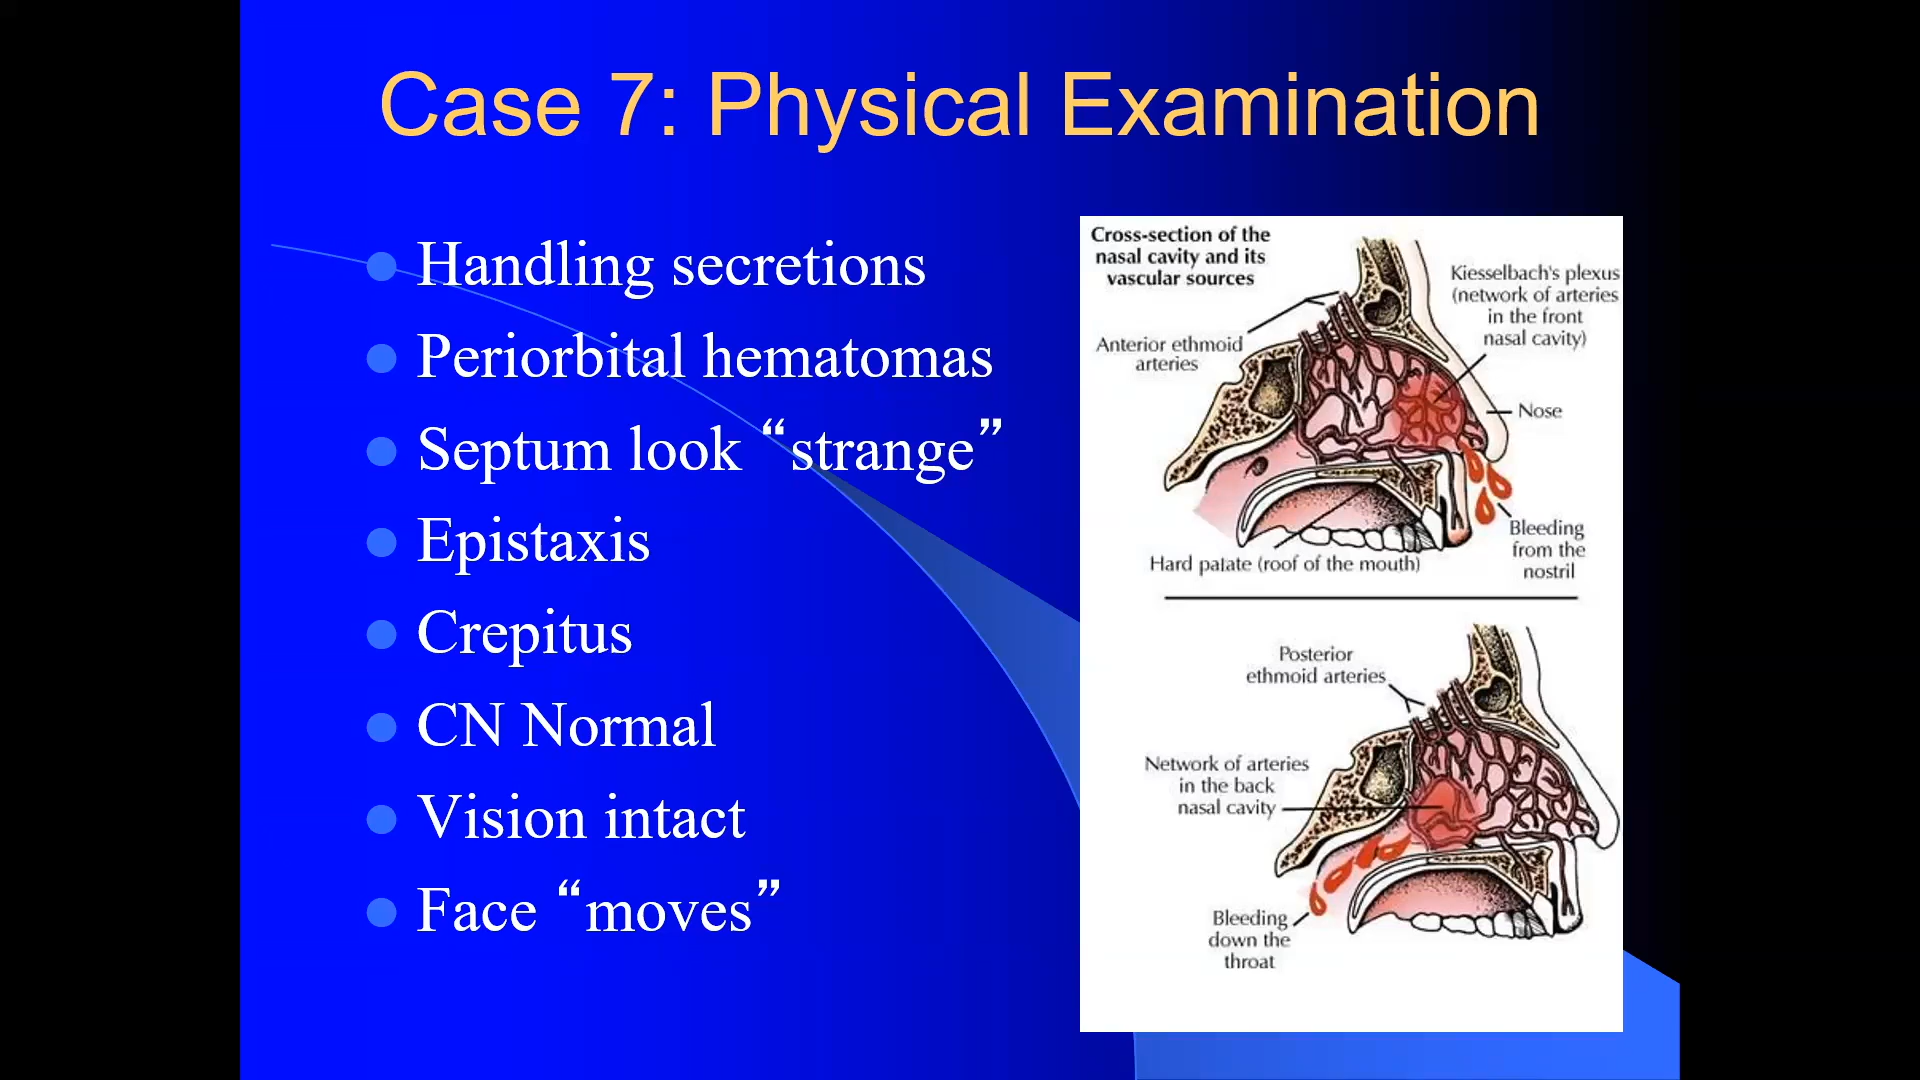 Case 7: Physical Examination
Handling secretions
Periorbital hematomas
Septum look “strange”
Epistaxis
Crepitus
CN Normal
Vision intact
Face “moves”
Cross-section of the
nasal cavity and its
vascular sources
Kiesselbach's plexus
(network of arteries
in the front
nasal cavity)
Anterior ethmoid
arteries
Nose
Bleeding
from the
nostril
Hard palate (roof of the mouth)
Posterior
ethmoid arteries
Network of arteries
in the back
nasal cavity
Bleeding
down the
throat